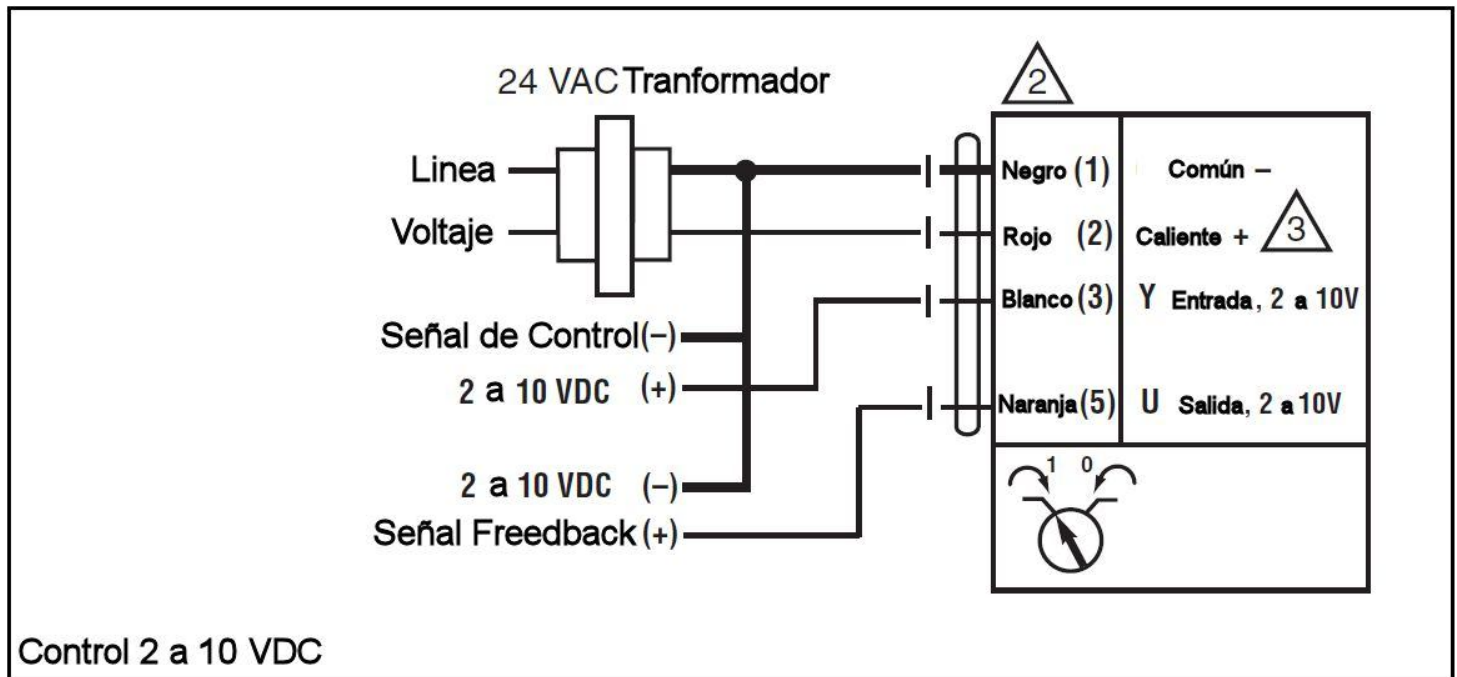 24 VAC Tranformador
2
Linea
Negro (1) Común –
Voltaje
Rojo (2) Caliente + 3
Blanco (3) Y Entrada, 2 a 10V
Señal de Control (–)
2 a 10 VDC (+)
Naranja (5) U Salida, 2 a 10V
1 0
2 a 10 VDC (–)
Señal Freedback (+)
Control 2 a 10 VDC